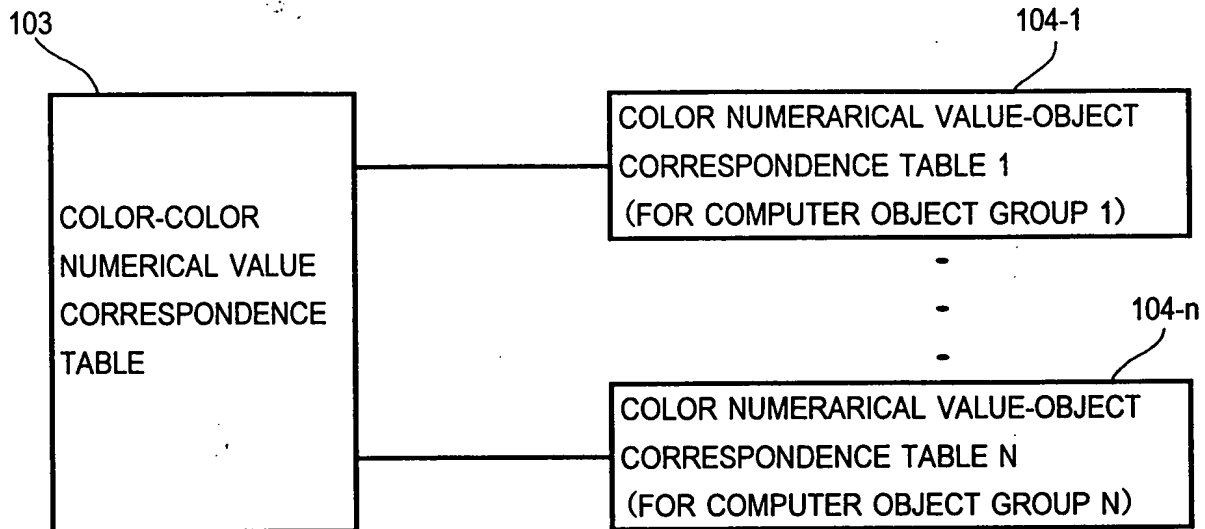 103
104-1
COLOR-COLOR
NUMERICAL VALUE
CORRESPONDENCE
TABLE
COLOR NUMERARICAL VALUE-OBJECT
CORRESPONDENCE TABLE 1
(FOR COMPUTER OBJECT GROUP 1)
104-n
COLOR NUMERARICAL VALUE-OBJECT
CORRESPONDENCE TABLE N
(FOR COMPUTER OBJECT GROUP N)